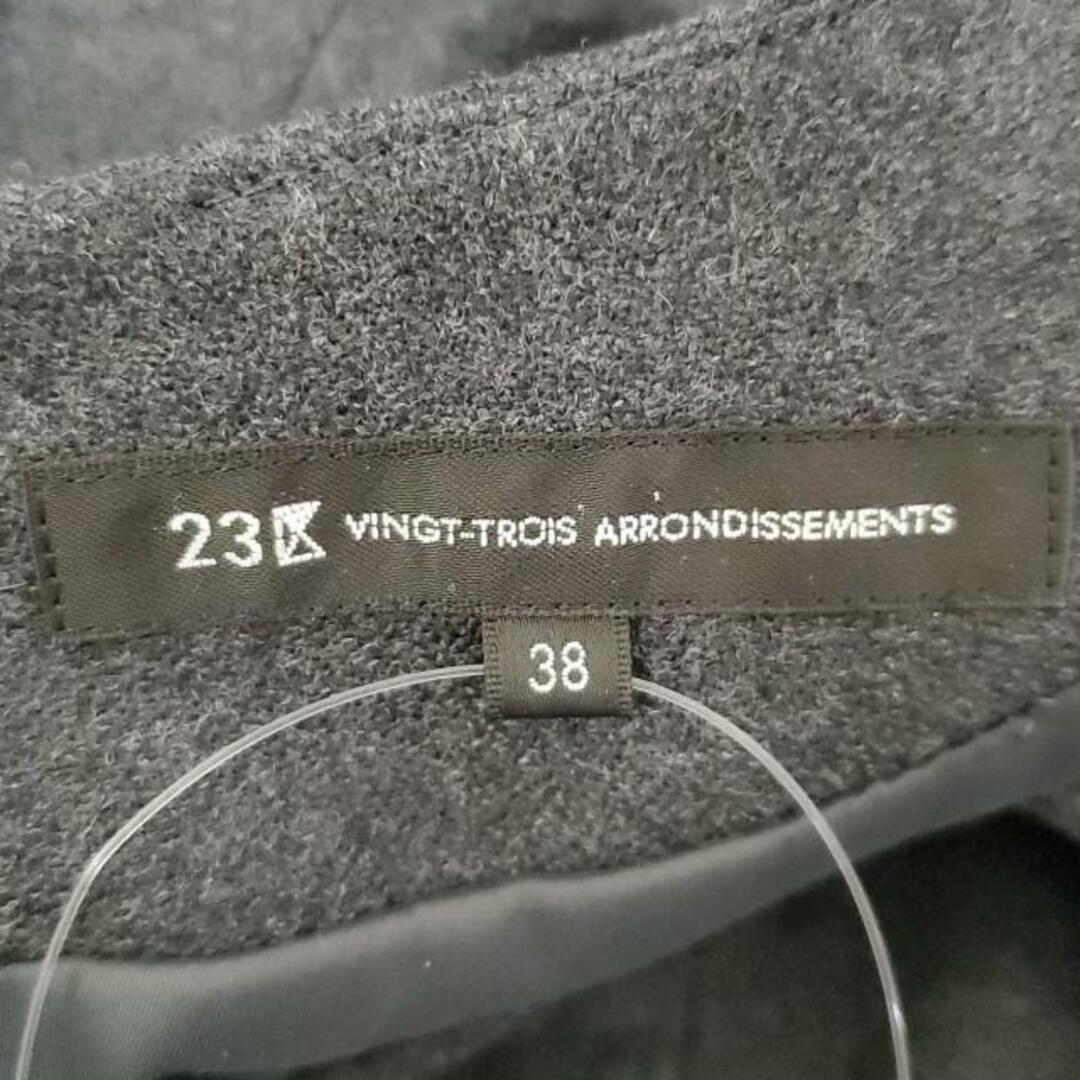 23区 VINGT-TROIS ARRONDISSEMENTS
38